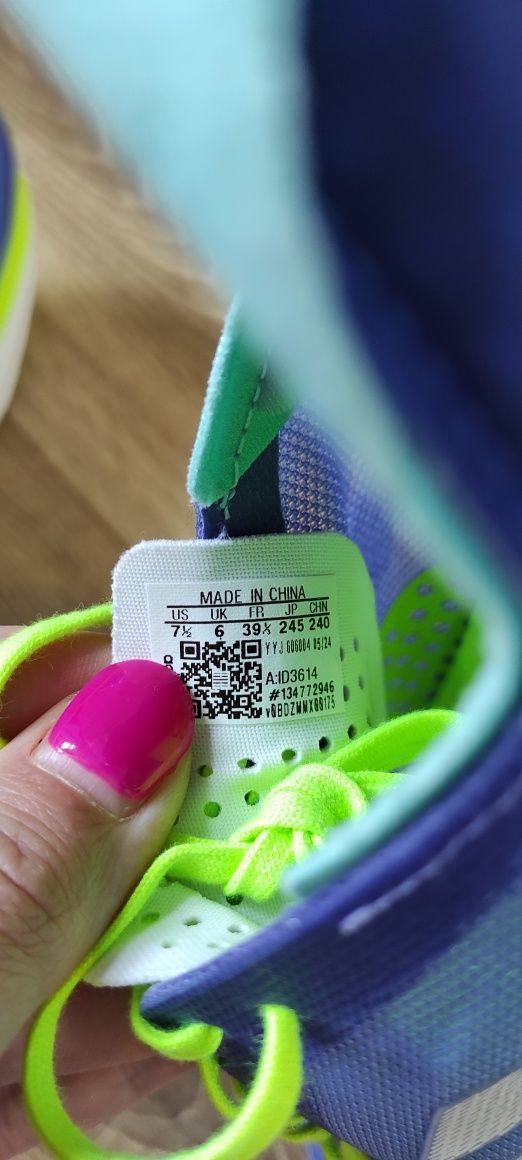 MADE IN CHINA
US UK FR JP CHN
7½ 6 39⅓ 245 240
YYJ 606004 05/24
A:ID3614
#134772946